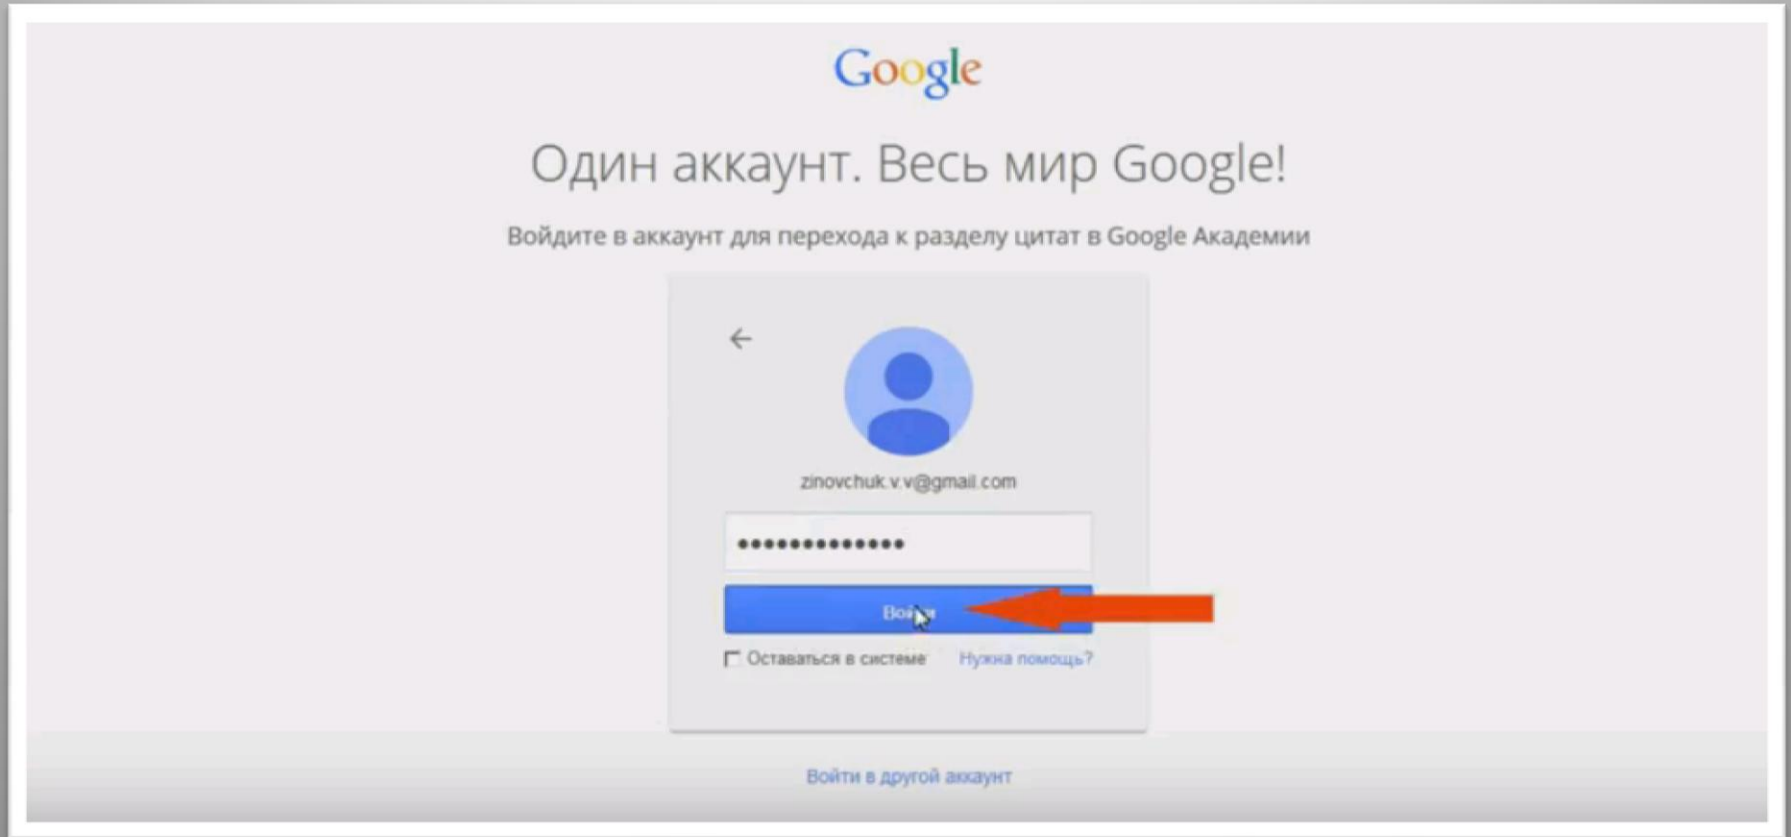 Google
Один аккаунт. Весь мир Google!
Войдите в аккаунт для перехода к разделу цитат в Google Академии
zinovchuk.v.v@gmail.com
•••••••••••••
Войти
Оставаться в системе Нужна помощь?
Войти в другой аккаунт